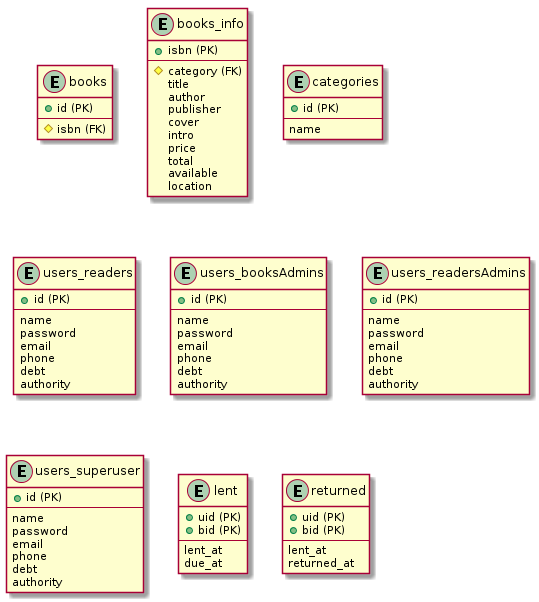 E books
id (PK)
isbn (FK)
E books_info
isbn (PK)
category (FK)
title
author
publisher
cover
intro
price
total
available
location
E categories
id (PK)
name
E users_readers
id (PK)
name
password
email
phone
debt
authority
E users_booksAdmins
id (PK)
name
password
email
phone
debt
authority
E users_readersAdmins
id (PK)
name
password
email
phone
debt
authority
E users_superuser
id (PK)
name
password
email
phone
debt
authority
E lent
uid (PK)
bid (PK)
lent_at
due_at
E returned
uid (PK)
bid (PK)
lent_at
returned_at